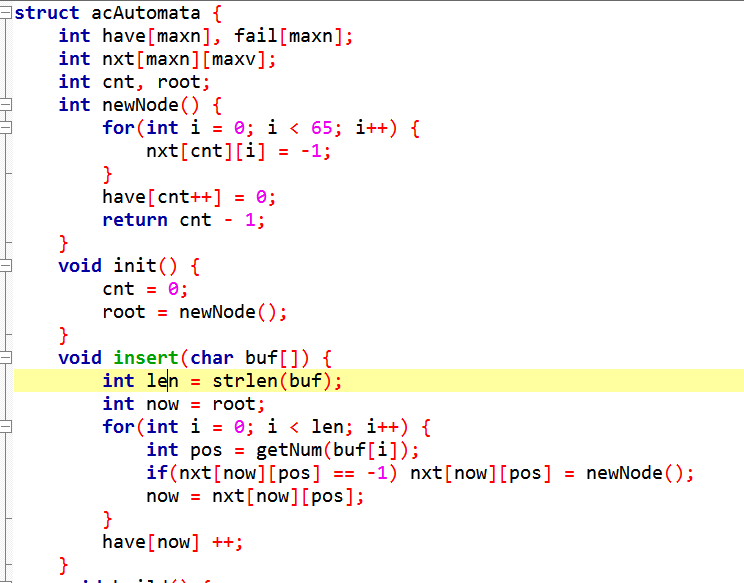 struct acAutomata {
    int have[maxn], fail[maxn];
    int nxt[maxn][maxv];
    int cnt, root;
    int newNode() {
        for(int i = 0; i < 65; i++) {
            nxt[cnt][i] = -1;
        }
        have[cnt++] = 0;
        return cnt - 1;
    }
    void init() {
        cnt = 0;
        root = newNode();
    }
    void insert(char buf[]) {
        int len = strlen(buf);
        int now = root;
        for(int i = 0; i < len; i++) {
            int pos = getNum(buf[i]);
            if(nxt[now][pos] == -1) nxt[now][pos] = newNode();
            now = nxt[now][pos];
        }
        have[now] ++;
    }